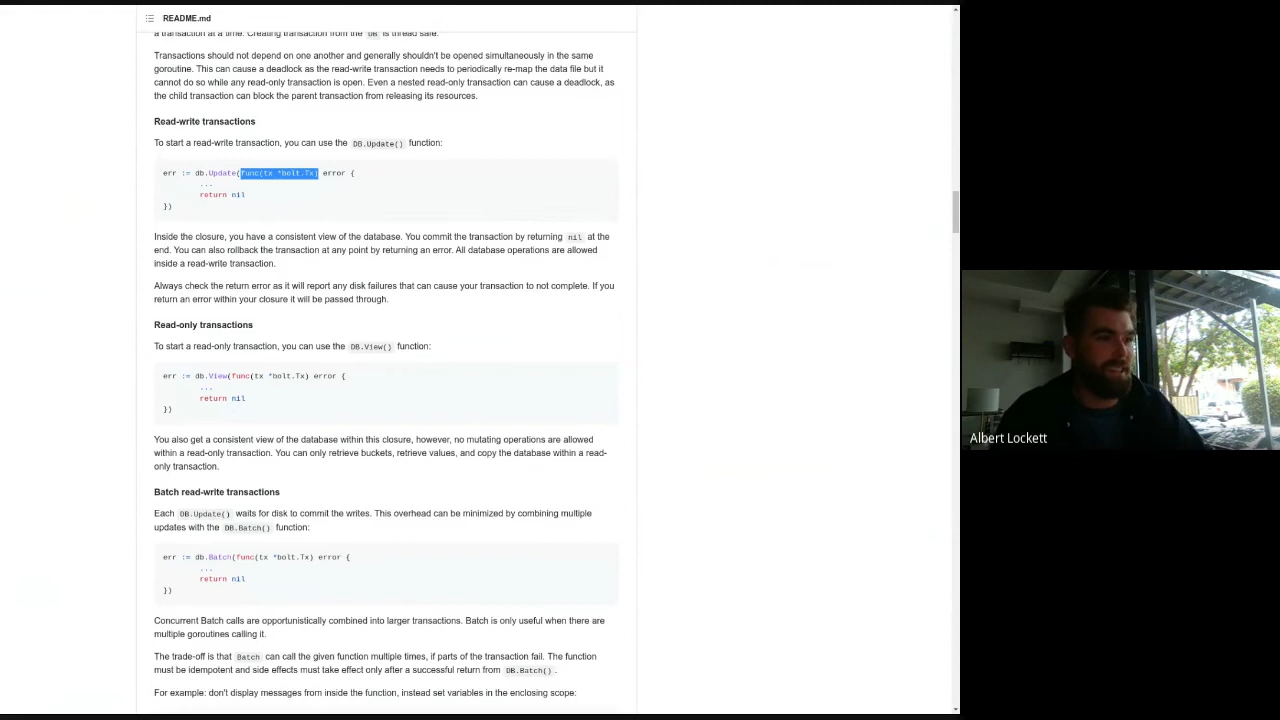 README.md
a transaction at a time. Creating transaction from the DB is thread safe.
Transactions should not depend on one another and generally shouldn't be opened simultaneously in the same
goroutine. This can cause a deadlock as the read-write transaction needs to periodically re-map the data file but it
cannot do so while any read-only transaction is open. Even a nested read-only transaction can cause a deadlock, as
the child transaction can block the parent transaction from releasing its resources.
Read-write transactions
To start a read-write transaction, you can use the DB.Update() function:
err := db.Update(func(tx *bolt.Tx) error {
...
return nil
})
Inside the closure, you have a consistent view of the database. You commit the transaction by returning nil at the
end. You can also rollback the transaction at any point by returning an error. All database operations are allowed
inside a read-write transaction.
Always check the return error as it will report any disk failures that can cause your transaction to not complete. If you
return an error within your closure it will be passed through.
Read-only transactions
To start a read-only transaction, you can use the DB.View() function:
err := db.View(func(tx *bolt.Tx) error {
...
return nil
})
You also get a consistent view of the database within this closure, however, no mutating operations are allowed
within a read-only transaction. You can only retrieve buckets, retrieve values, and copy the database within a read-
only transaction.
Batch read-write transactions
Each DB.Update() waits for disk to commit the writes. This overhead can be minimized by combining multiple
updates with the DB.Batch() function:
err := db.Batch(func(tx *bolt.Tx) error {
...
return nil
})
Concurrent Batch calls are opportunistically combined into larger transactions. Batch is only useful when there are
multiple goroutines calling it.
The trade-off is that Batch can call the given function multiple times, if parts of the transaction fail. The function
must be idempotent and side effects must take effect only after a successful return from DB.Batch().
For example: don't display messages from inside the function, instead set variables in the enclosing scope:
Albert Lockett